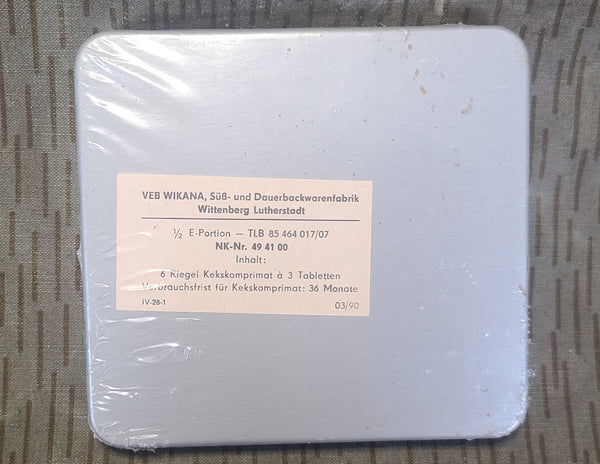 VEB WIKANA, Süß- und Dauerbackwarenfabrik
Wittenberg Lutherstadt
½ E-Portion — TLB 85 464 017/07
NK-Nr. 49 41 00
Inhalt:
6 Riegel Kekskomprimat à 3 Tabletten
Verbrauchsfrist für Kekskomprimat: 36 Monate
IV-28-1 03/90